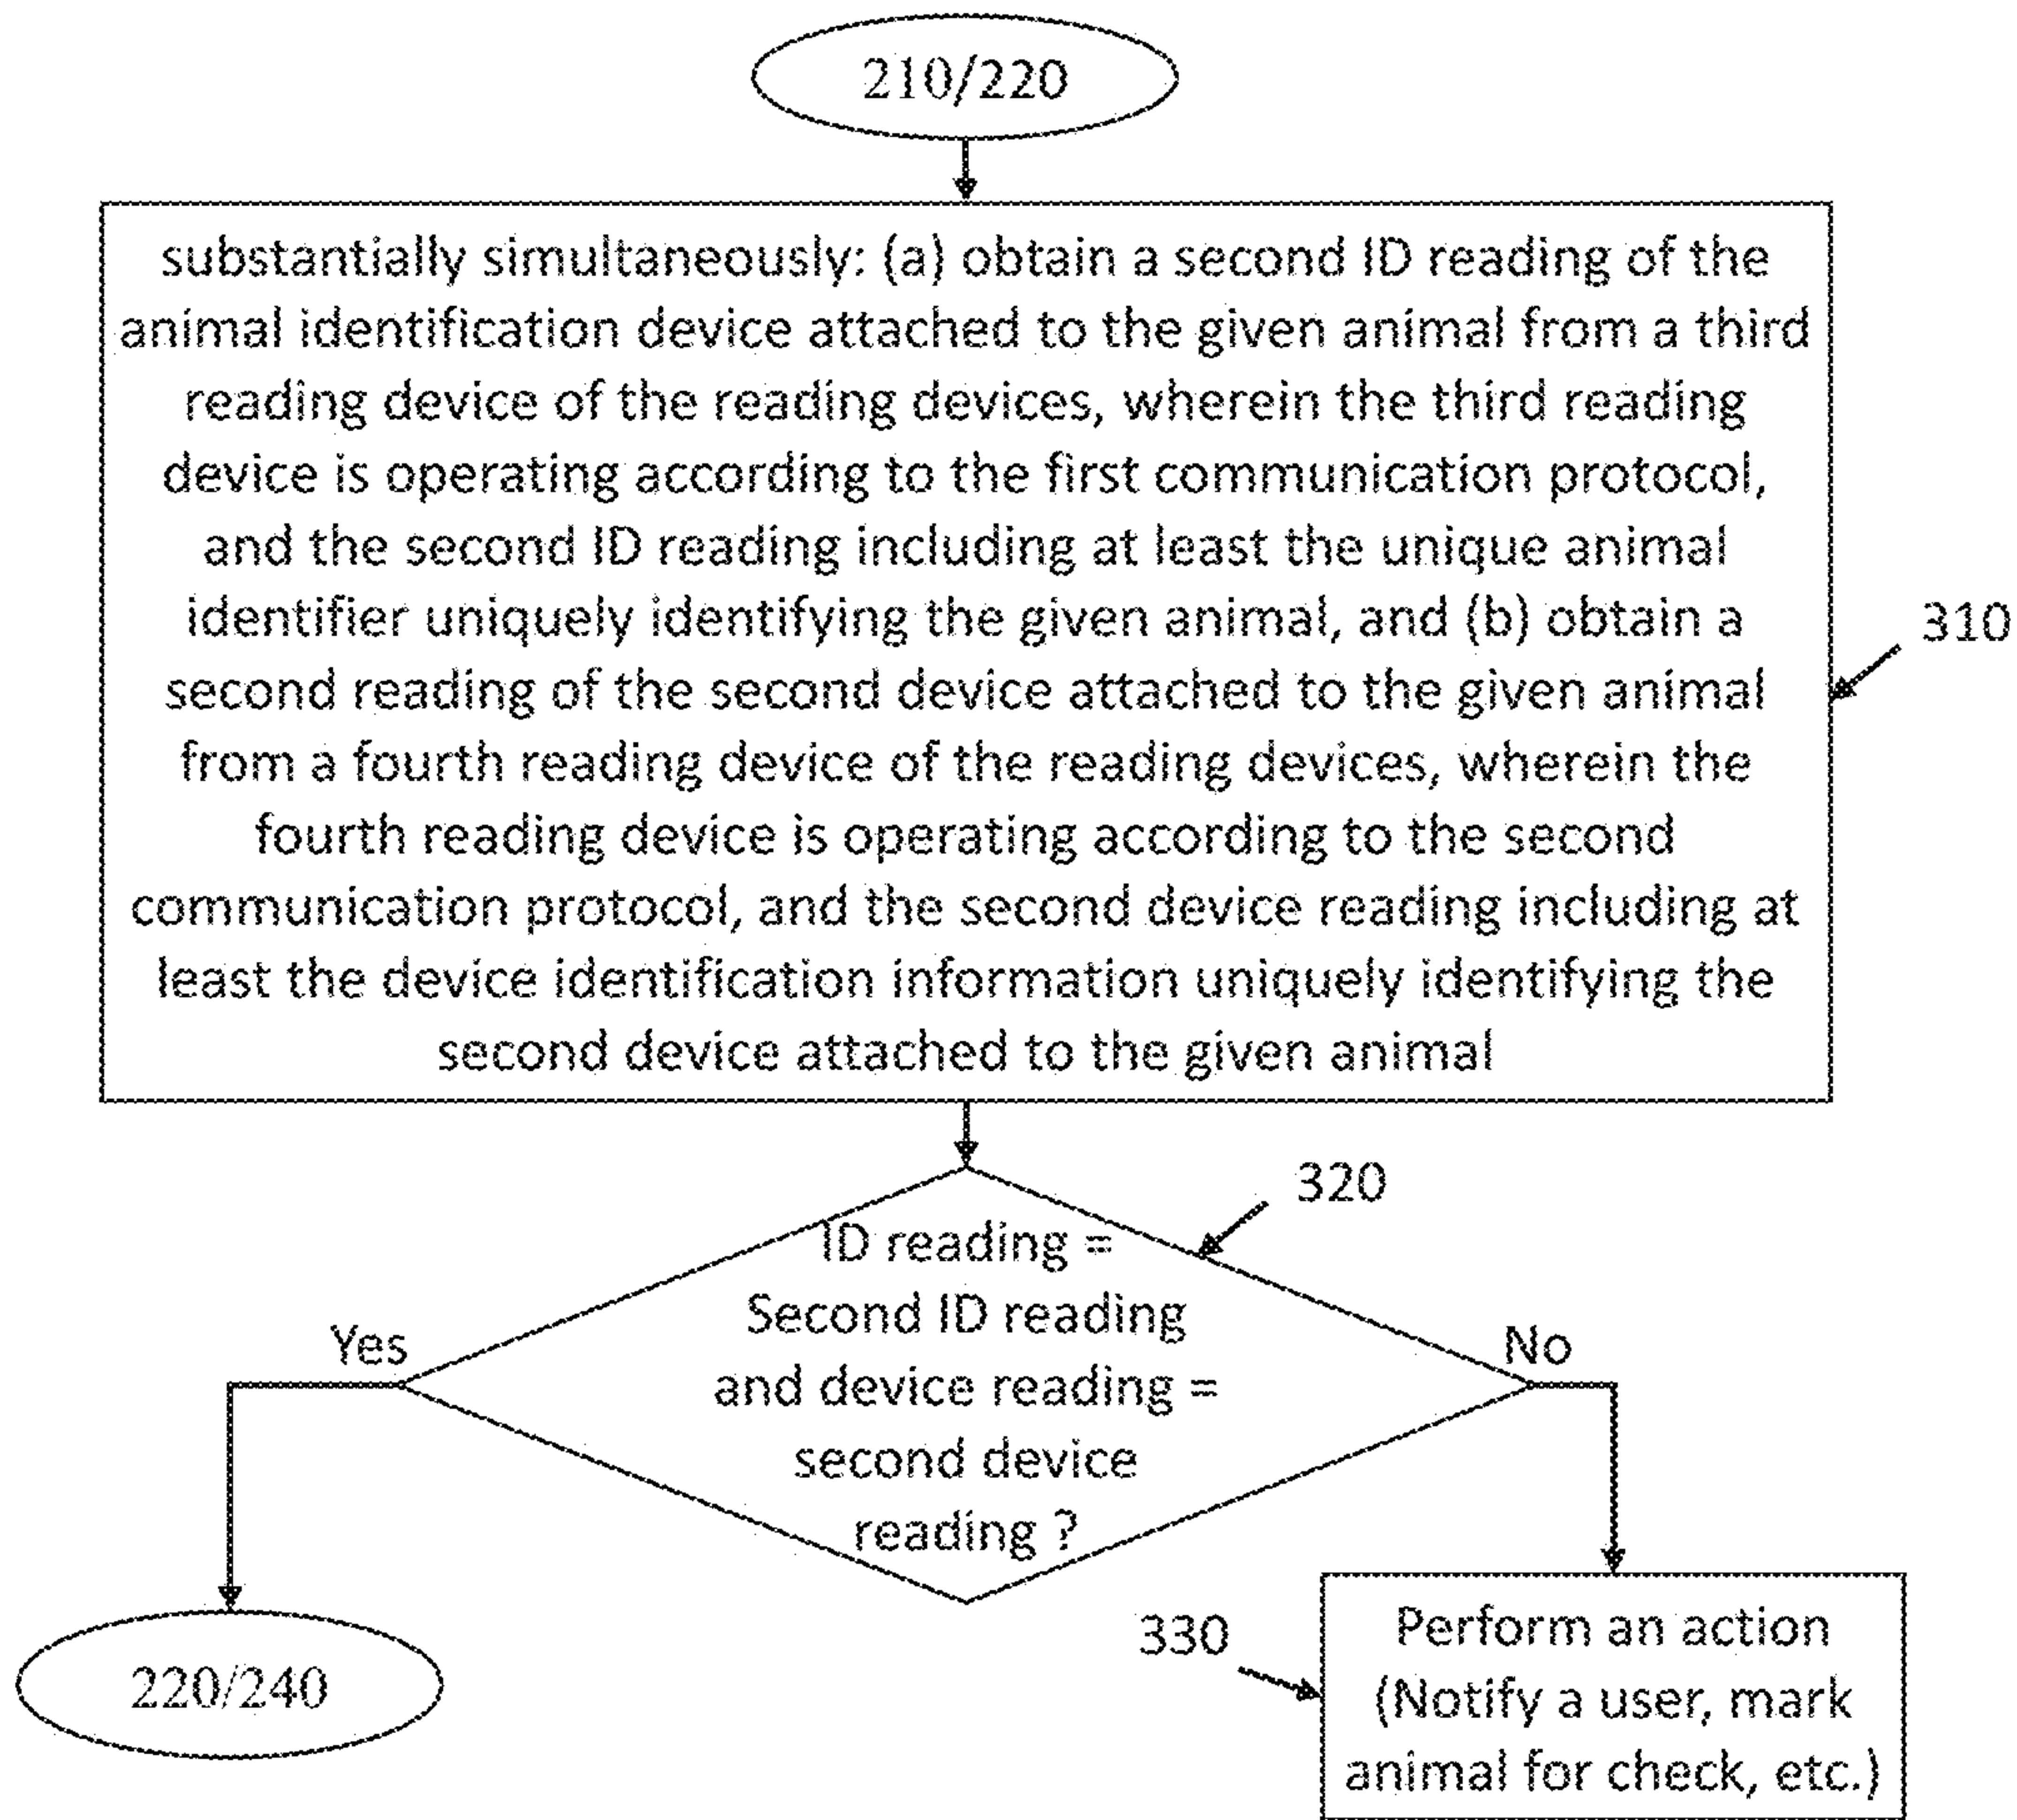 210/220
substantially simultaneously: (a) obtain a second ID reading of the
animal identification device attached to the given animal from a third
reading device of the reading devices, wherein the third reading
device is operating according to the first communication protocol,
and the second ID reading including at least the unique animal
identifier uniquely identifying the given animal, and (b) obtain a
second reading of the second device attached to the given animal
from a fourth reading device of the reading devices, wherein the
fourth reading device is operating according to the second
communication protocol, and the second device reading including at
least the device identification information uniquely identifying the
second device attached to the given animal
310
320
ID reading =
Second ID reading
and device reading =
second device
reading ?
Yes
No
220/240
330
Perform an action
(Notify a user, mark
animal for check, etc.)